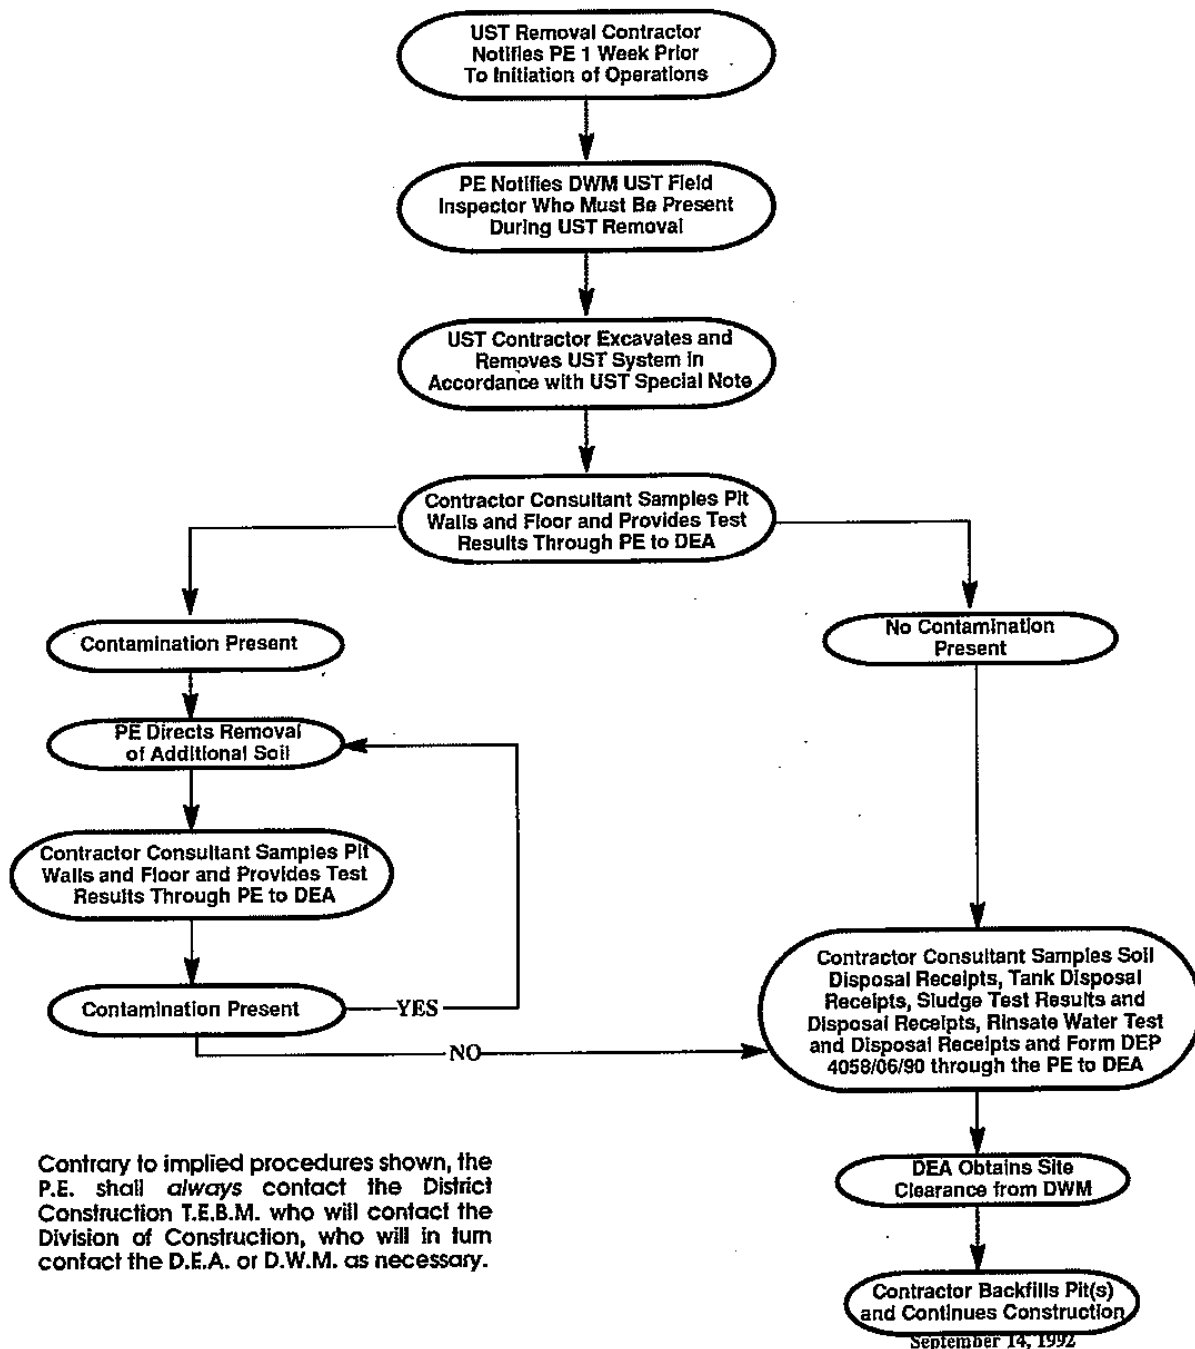 UST Removal Contractor
Notifies PE 1 Week Prior
To Initiation of Operations
PE Notifies DWM UST Field
Inspector Who Must Be Present
During UST Removal
UST Contractor Excavates and
Removes UST System in
Accordance with UST Special Note
Contractor Consultant Samples Pit
Walls and Floor and Provides Test
Results Through PE to DEA
Contamination Present
PE Directs Removal
of Additional Soil
Contractor Consultant Samples Pit
Walls and Floor and Provides Test
Results Through PE to DEA
Contamination Present
YES
NO
No Contamination
Present
Contractor Consultant Samples Soil
Disposal Receipts, Tank Disposal
Receipts, Sludge Test Results and
Disposal Receipts, Rinsate Water Test
and Disposal Receipts and Form DEP
4058/06/90 through the PE to DEA
DEA Obtains Site
Clearance from DWM
Contractor Backfills Pit(s)
and Continues Construction
September 14, 1992
Contrary to implied procedures shown, the
P.E. shall always contact the District
Construction T.E.B.M. who will contact the
Division of Construction, who will in turn
contact the D.E.A. or D.W.M. as necessary.